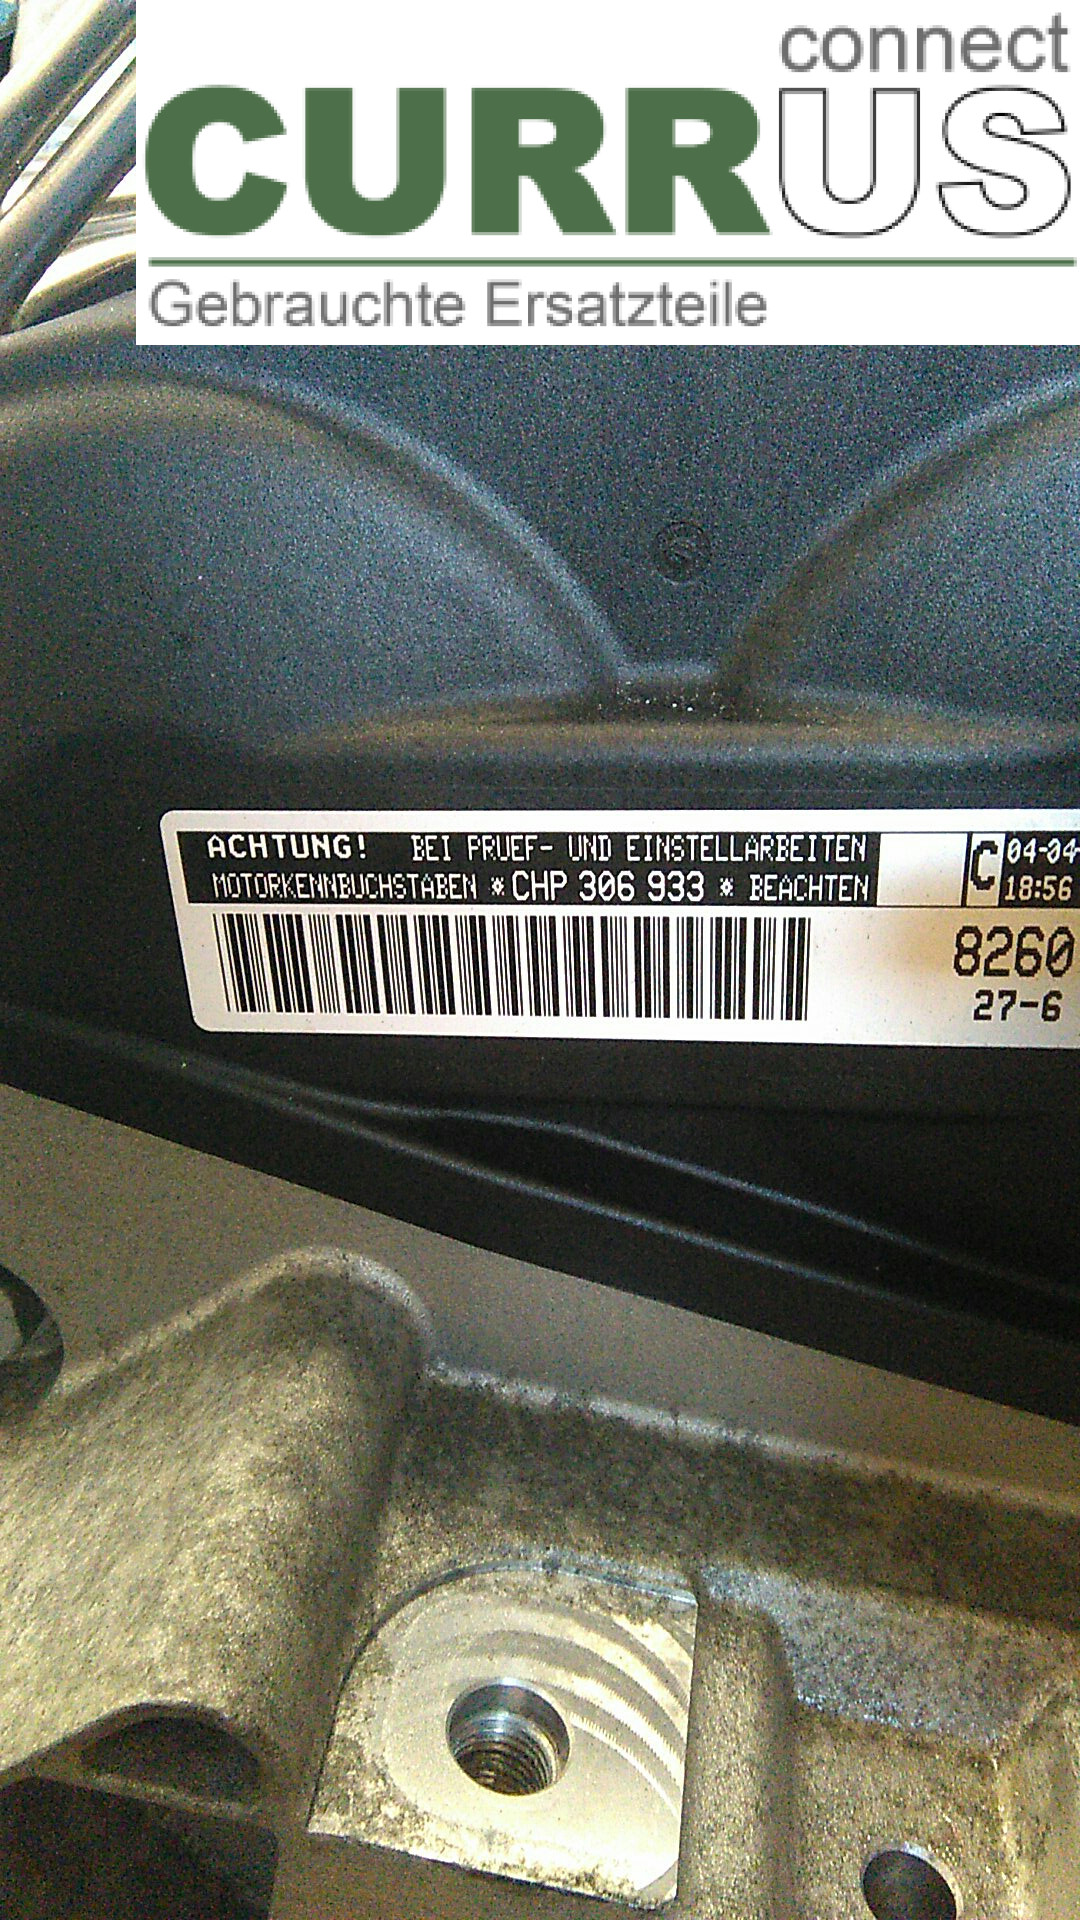 connect
CURRUS
Gebrauchte Ersatzteile
ACHTUNG! BEI PRUEF- UND EINSTELLARBEITEN
MOTORKENNBUCHSTABEN *CHP 306 933 * BEACHTEN
C
04-04-
18:56
8260
27-6